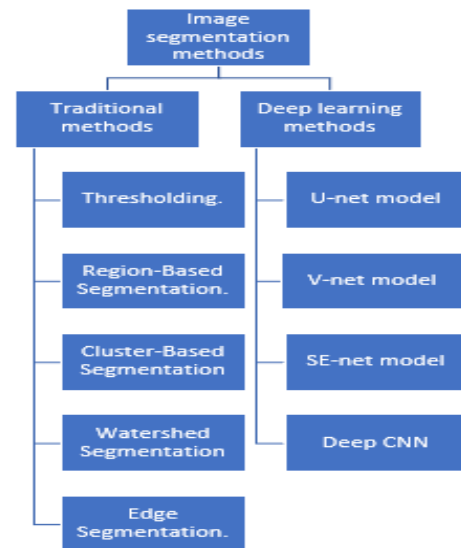 Image
segmentation
methods
Traditional
methods
Thresholding.
Region-Based
Segmentation.
Cluster-Based
Segmentation
Watershed
Segmentation
Edge
Segmentation.
Deep learning
methods
U-net model
V-net model
SE-net model
Deep CNN